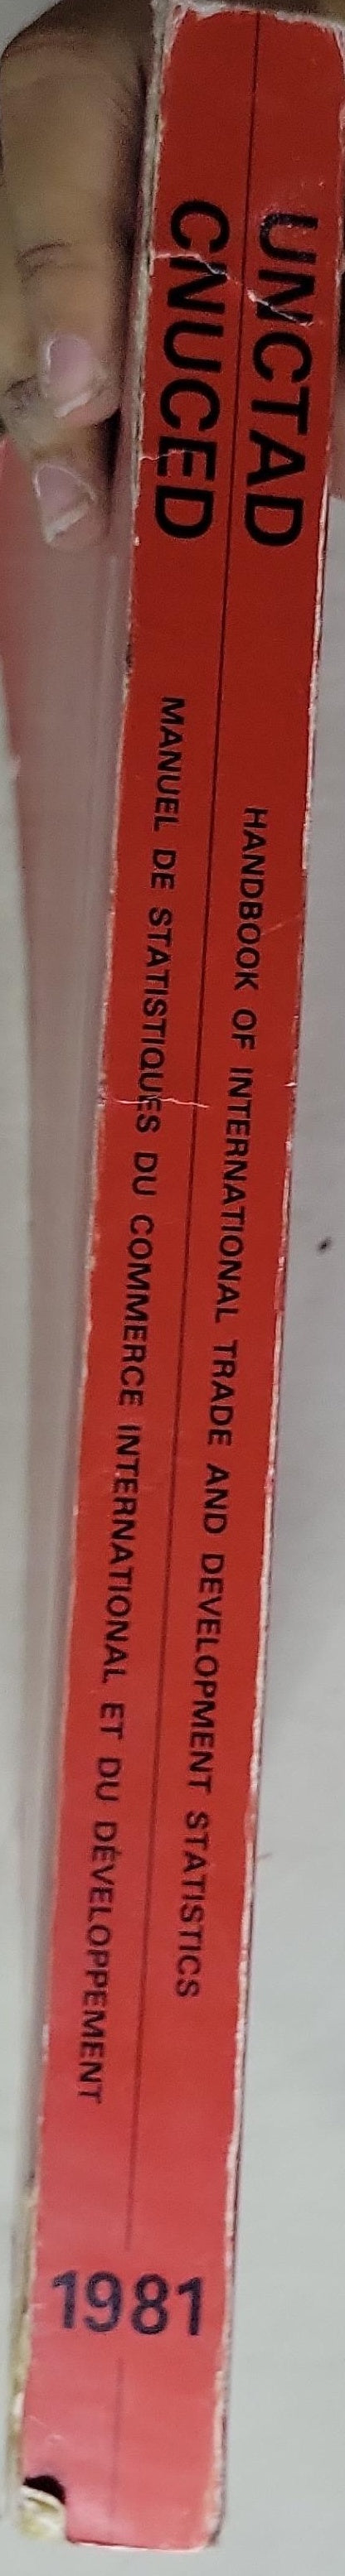 UNCTAD
CNUCED
HANDBOOK OF INTERNATIONAL TRADE AND DEVELOPMENT STATISTICS
MANUEL DE STATISTIQUES DU COMMERCE INTERNATIONAL ET DU DÉVELOPPEMENT
1981